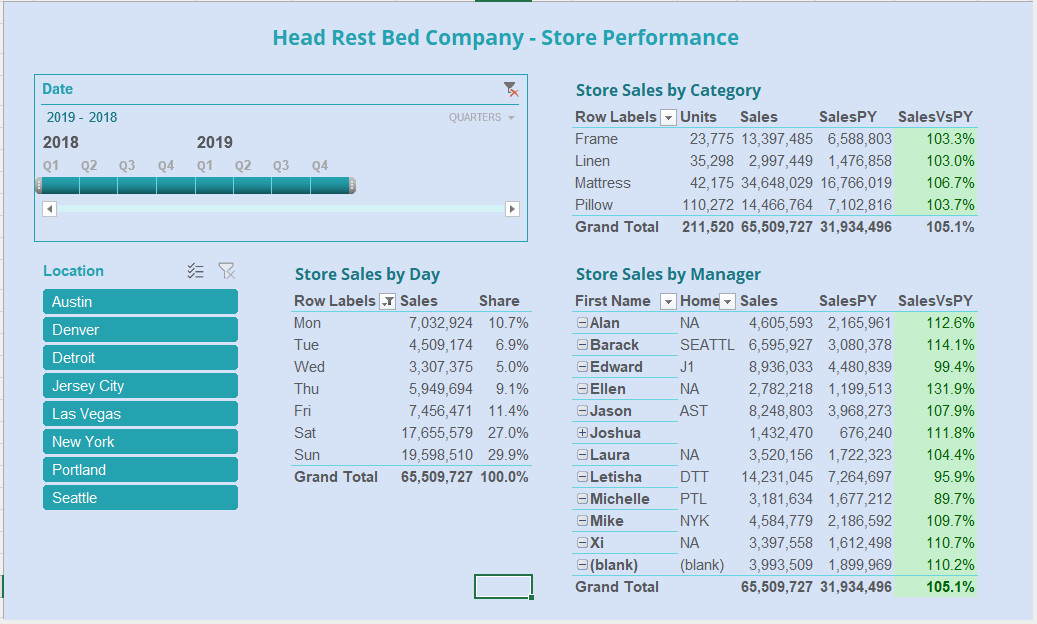 Head Rest Bed Company - Store Performance
Date
2019 - 2018
QUARTERS
2018 2019
Q1 Q2 Q3 Q4 Q1 Q2 Q3 Q4
Location
Austin
Denver
Detroit
Jersey City
Las Vegas
New York
Portland
Seattle
Store Sales by Day
Row Labels Sales Share
Mon 7,032,924 10.7%
Tue 4,509,174 6.9%
Wed 3,307,375 5.0%
Thu 5,949,694 9.1%
Fri 7,456,471 11.4%
Sat 17,655,579 27.0%
Sun 19,598,510 29.9%
Grand Total 65,509,727 100.0%
Store Sales by Category
Row Labels Units Sales SalesPY SalesVsPY
Frame 23,775 13,397,485 6,588,803 103.3%
Linen 35,298 2,997,449 1,476,858 103.0%
Mattress 42,175 34,648,029 16,766,019 106.7%
Pillow 110,272 14,466,764 7,102,816 103.7%
Grand Total 211,520 65,509,727 31,934,496 105.1%
Store Sales by Manager
First Name Home Sales SalesPY SalesVsPY
Alan NA 4,605,593 2,165,961 112.6%
Barack SEATTL 6,595,927 3,080,378 114.1%
Edward J1 8,936,033 4,480,839 99.4%
Ellen NA 2,782,218 1,199,513 131.9%
Jason AST 8,248,803 3,968,273 107.9%
Joshua 1,432,470 676,240 111.8%
Laura NA 3,520,156 1,722,323 104.4%
Letisha DTT 14,231,045 7,264,697 95.9%
Michelle PTL 3,181,634 1,677,212 89.7%
Mike NYK 4,584,779 2,186,592 109.7%
Xi NA 3,397,558 1,612,498 110.7%
(blank) (blank) 3,993,509 1,899,969 110.2%
Grand Total 65,509,727 31,934,496 105.1%